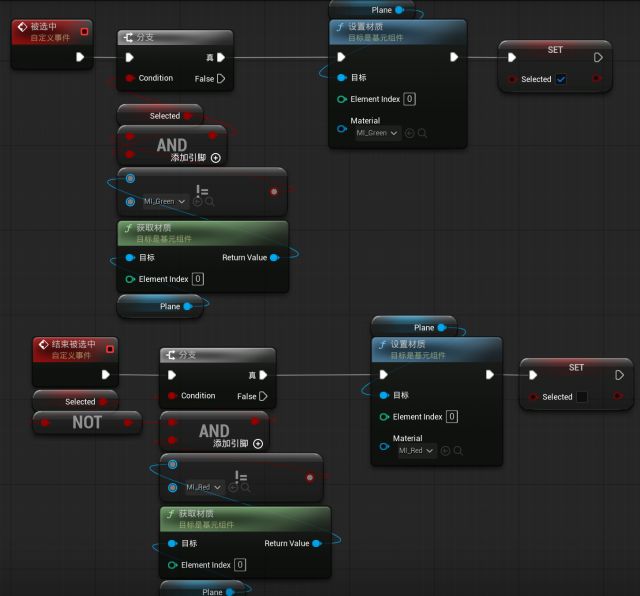 Plane
被选中
自定义事件
分支
真
Condition
False
设置材质
目标是基元组件
目标
Element Index 0
Material
MI_Green
SET
Selected
Selected
AND
添加引脚
!=
MI_Green
获取材质
目标是基元组件
目标
Return Value
Element Index 0
Plane
Plane
结束被选中
自定义事件
分支
真
Condition
False
设置材质
目标是基元组件
目标
Element Index 0
Material
MI_Red
SET
Selected
Selected
NOT
AND
添加引脚
!=
MI_Red
获取材质
目标是基元组件
目标
Return Value
Element Index 0
Plane